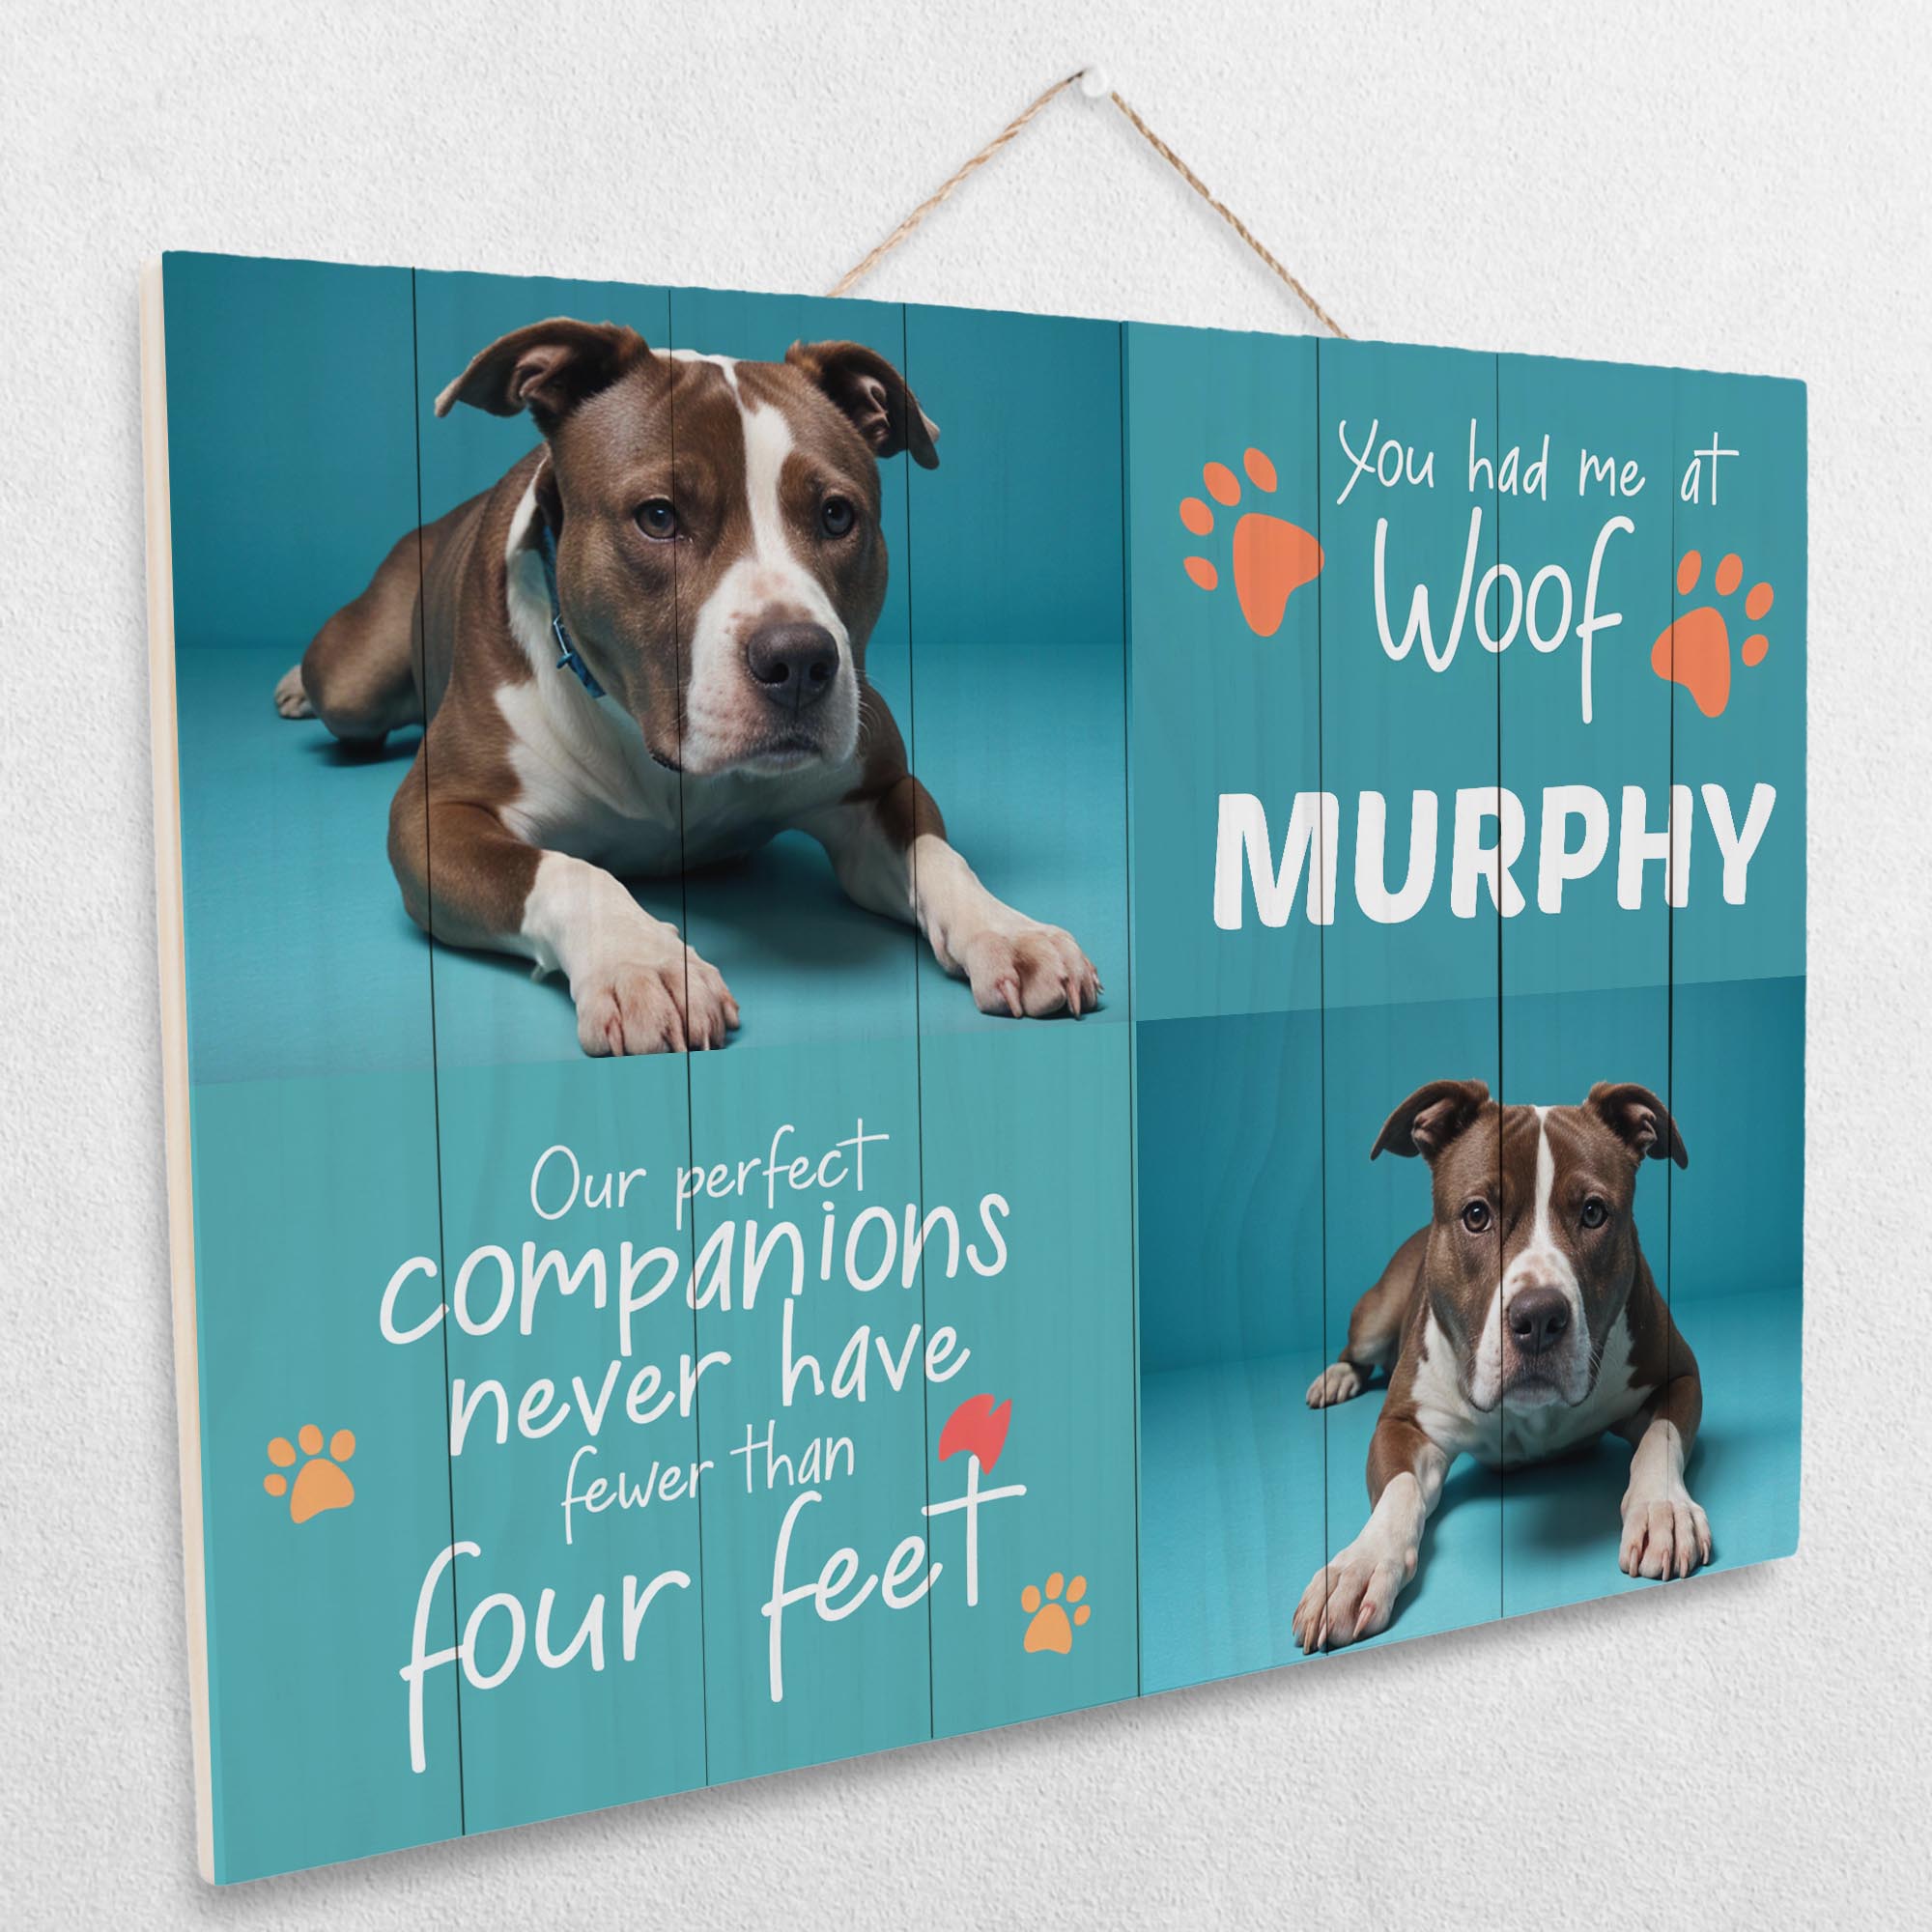 You had me at
Woof
MURPHY
Our perfect
companions
never have
fewer than
four feet